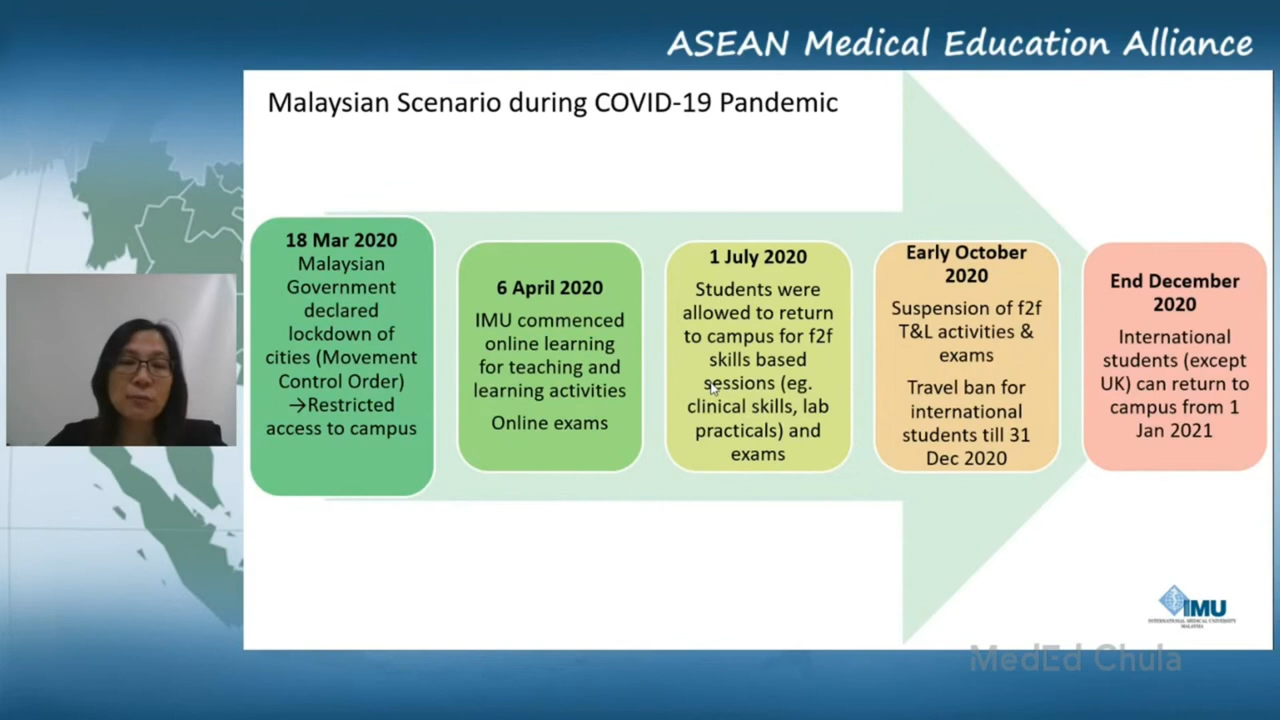 ASEAN Medical Education Alliance
Malaysian Scenario during COVID-19 Pandemic
18 Mar 2020
Malaysian
Government
declared
lockdown of
cities (Movement
Control Order)
→Restricted
access to campus
6 April 2020
IMU commenced
online learning
for teaching and
learning activities
Online exams
1 July 2020
Students were
allowed to return
to campus for f2f
skills based
sessions (eg.
clinical skills, lab
practicals) and
exams
Early October
2020
Suspension of f2f
T&L activities &
exams
Travel ban for
international
students till 31
Dec 2020
End December
2020
International
students (except
UK) can return to
campus from 1
Jan 2021
IMU
INTERNATIONAL MEDICAL UNIVERSITY
MALAYSIA
MedEd Chula